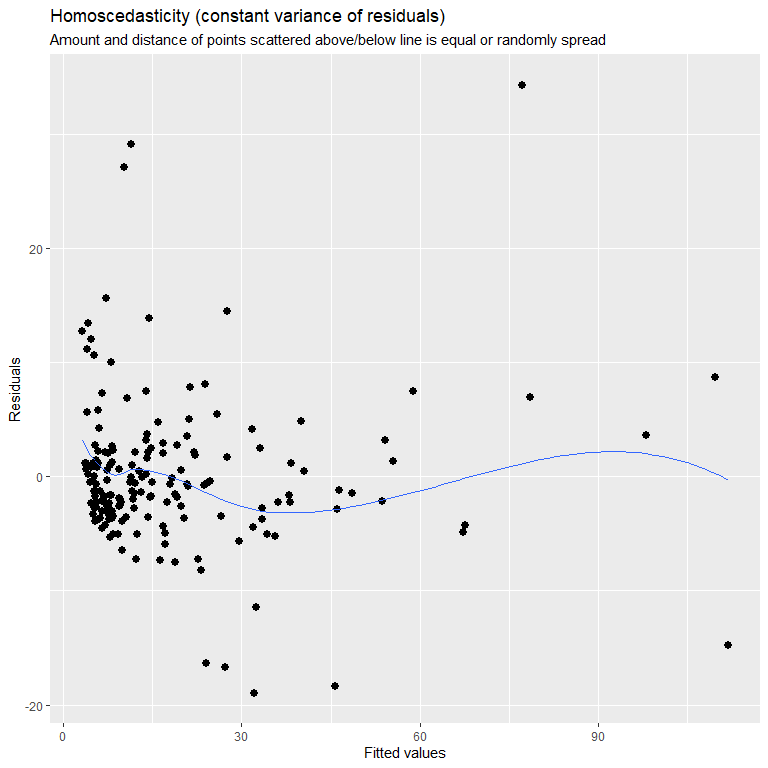 Homoscedasticity (constant variance of residuals)
Amount and distance of points scattered above/below line is equal or randomly spread
Residuals
20
0
-20
0
30
60
90
Fitted values